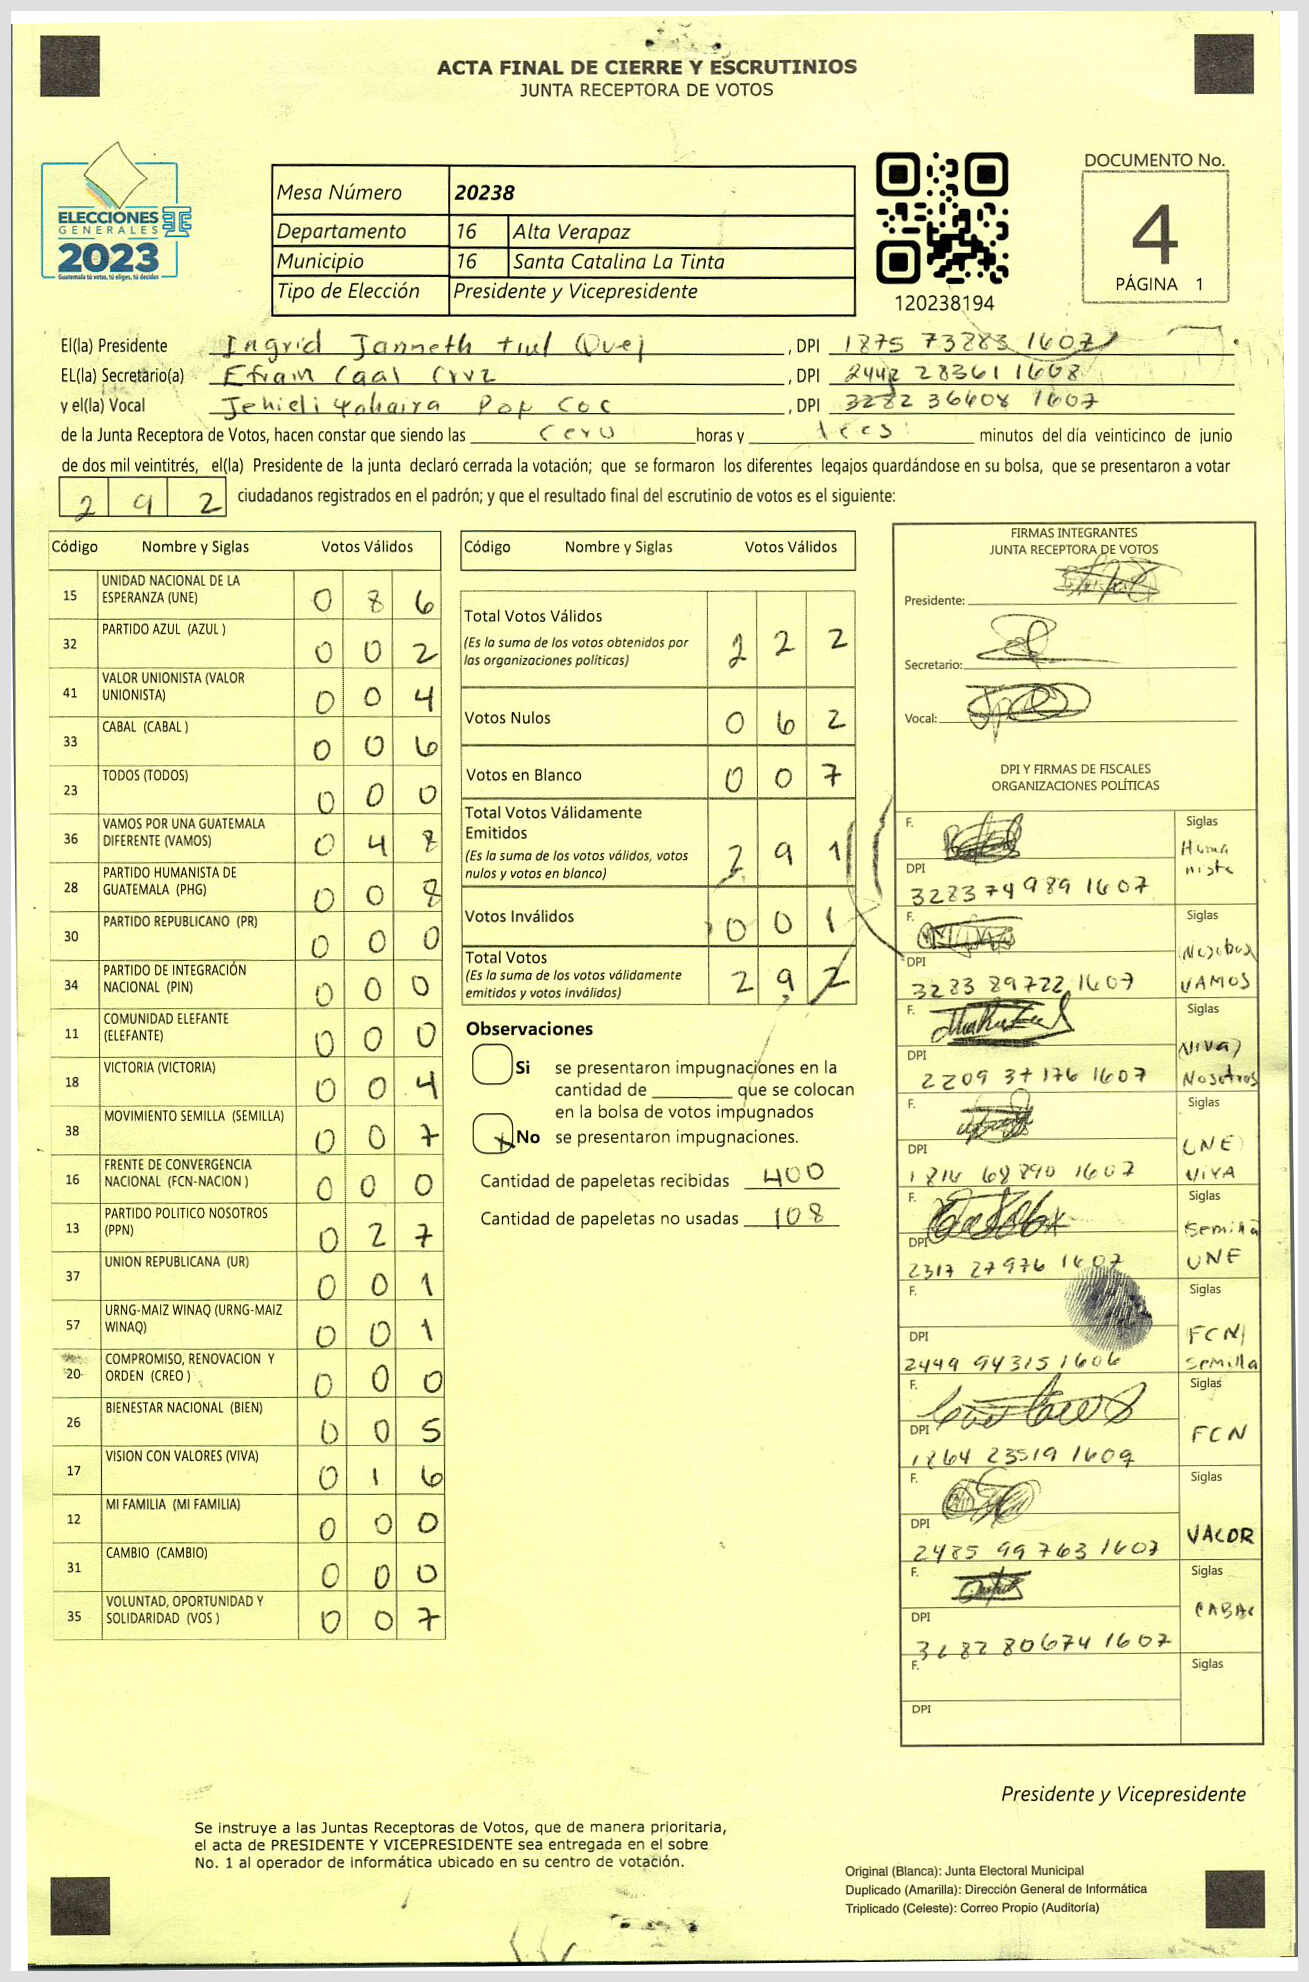 ACTA FINAL DE CIERRE Y ESCRUTINIOS
JUNTA RECEPTORA DE VOTOS
ELECCIONES
GENERALES
2023
Guatemala tú votas, tú eliges, tú decides
Mesa Número 20238
Departamento 16 Alta Verapaz
Municipio 16 Santa Catalina La Tinta
Tipo de Elección Presidente y Vicepresidente
120238194
DOCUMENTO No.
4
PÁGINA 1
El(la) Presidente Ingrid Janneth tiul Quej , DPI 1875 73283 1607
EL(la) Secretario(a) Efrain Caal Cruz , DPI 2442 28361 1608
y el(la) Vocal Jehieli Yahaira Pop Coc , DPI 3282 36408 1607
de la Junta Receptora de Votos, hacen constar que siendo las cero horas y minutos del día veinticinco de junio
de dos mil veintitrés, el(la) Presidente de la junta declaró cerrada la votación; que se formaron los diferentes legajos guardándose en su bolsa, que se presentaron a votar
2 9 2 ciudadanos registrados en el padrón; y que el resultado final del escrutinio de votos es el siguiente:
Código Nombre y Siglas Votos Válidos
15 UNIDAD NACIONAL DE LA ESPERANZA (UNE) 0 8 6
32 PARTIDO AZUL (AZUL ) 0 0 2
41 VALOR UNIONISTA (VALOR UNIONISTA) 0 0 4
33 CABAL (CABAL ) 0 0 6
23 TODOS (TODOS) 0 0 0
36 VAMOS POR UNA GUATEMALA DIFERENTE (VAMOS) 0 4 8
28 PARTIDO HUMANISTA DE GUATEMALA (PHG) 0 0 8
30 PARTIDO REPUBLICANO (PR) 0 0 0
34 PARTIDO DE INTEGRACIÓN NACIONAL (PIN) 0 0 0
11 COMUNIDAD ELEFANTE (ELEFANTE) 0 0 0
18 VICTORIA (VICTORIA) 0 0 4
38 MOVIMIENTO SEMILLA (SEMILLA) 0 0 7
16 FRENTE DE CONVERGENCIA NACIONAL (FCN-NACION ) 0 0 0
13 PARTIDO POLITICO NOSOTROS (PPN) 0 2 7
37 UNION REPUBLICANA (UR) 0 0 1
57 URNG-MAIZ WINAQ (URNG-MAIZ WINAQ) 0 0 1
20 COMPROMISO, RENOVACION Y ORDEN (CREO ) 0 0 0
26 BIENESTAR NACIONAL (BIEN) 0 0 5
17 VISION CON VALORES (VIVA) 0 1 6
12 MI FAMILIA (MI FAMILIA) 0 0 0
31 CAMBIO (CAMBIO) 0 0 0
35 VOLUNTAD, OPORTUNIDAD Y SOLIDARIDAD (VOS ) 0 0 7
Código Nombre y Siglas Votos Válidos
Total Votos Válidos 2 2 2
(Es la suma de los votos obtenidos por
las organizaciones politicas)
Votos Nulos 0 6 2
Votos en Blanco 0 0 7
Total Votos Válidamente
Emitidos 2 9 1
(Es la suma de los votos válidos, votos
nulos y votos en blanco)
Votos Inválidos 0 0 1
Total Votos 2 9 2
(Es la suma de los votos válidamente
emitidos y votos inválidos)
Observaciones
Si se presentaron impugnaciones en la
cantidad de ________ que se colocan
en la bolsa de votos impugnados
No se presentaron impugnaciones.
Cantidad de papeletas recibidas 400
Cantidad de papeletas no usadas 108
FIRMAS INTEGRANTES
JUNTA RECEPTORA DE VOTOS
Presidente:
Secretario:
Vocal:
DPI Y FIRMAS DE FISCALES
ORGANIZACIONES POLÍTICAS
F. Siglas
Humanista
DPI
3283 74989 1607
F. Siglas
DPI
3283 89722 1607 VAMOS
F. Siglas
VIVA
DPI
2209 37176 1607 Nosotros
F. Siglas
UNE
DPI
1816 68890 1607 VIVA
F. Siglas
semilla
DPI
2317 27976 1607 UNE
F. Siglas
FCN
DPI
2449 94315 1606 semilla
F. Siglas
DPI FCN
1864 23519 1609
F. Siglas
DPI VALOR
2485 99763 1607
F. Siglas
CABAL
DPI
3282 80674 1607
F. Siglas
DPI
Presidente y Vicepresidente
Se instruye a las Juntas Receptoras de Votos, que de manera prioritaria,
el acta de PRESIDENTE Y VICEPRESIDENTE sea entregada en el sobre
No. 1 al operador de informática ubicado en su centro de votación.
Original (Blanca): Junta Electoral Municipal
Duplicado (Amarilla): Dirección General de Informática
Triplicado (Celeste): Correo Propio (Auditoría)